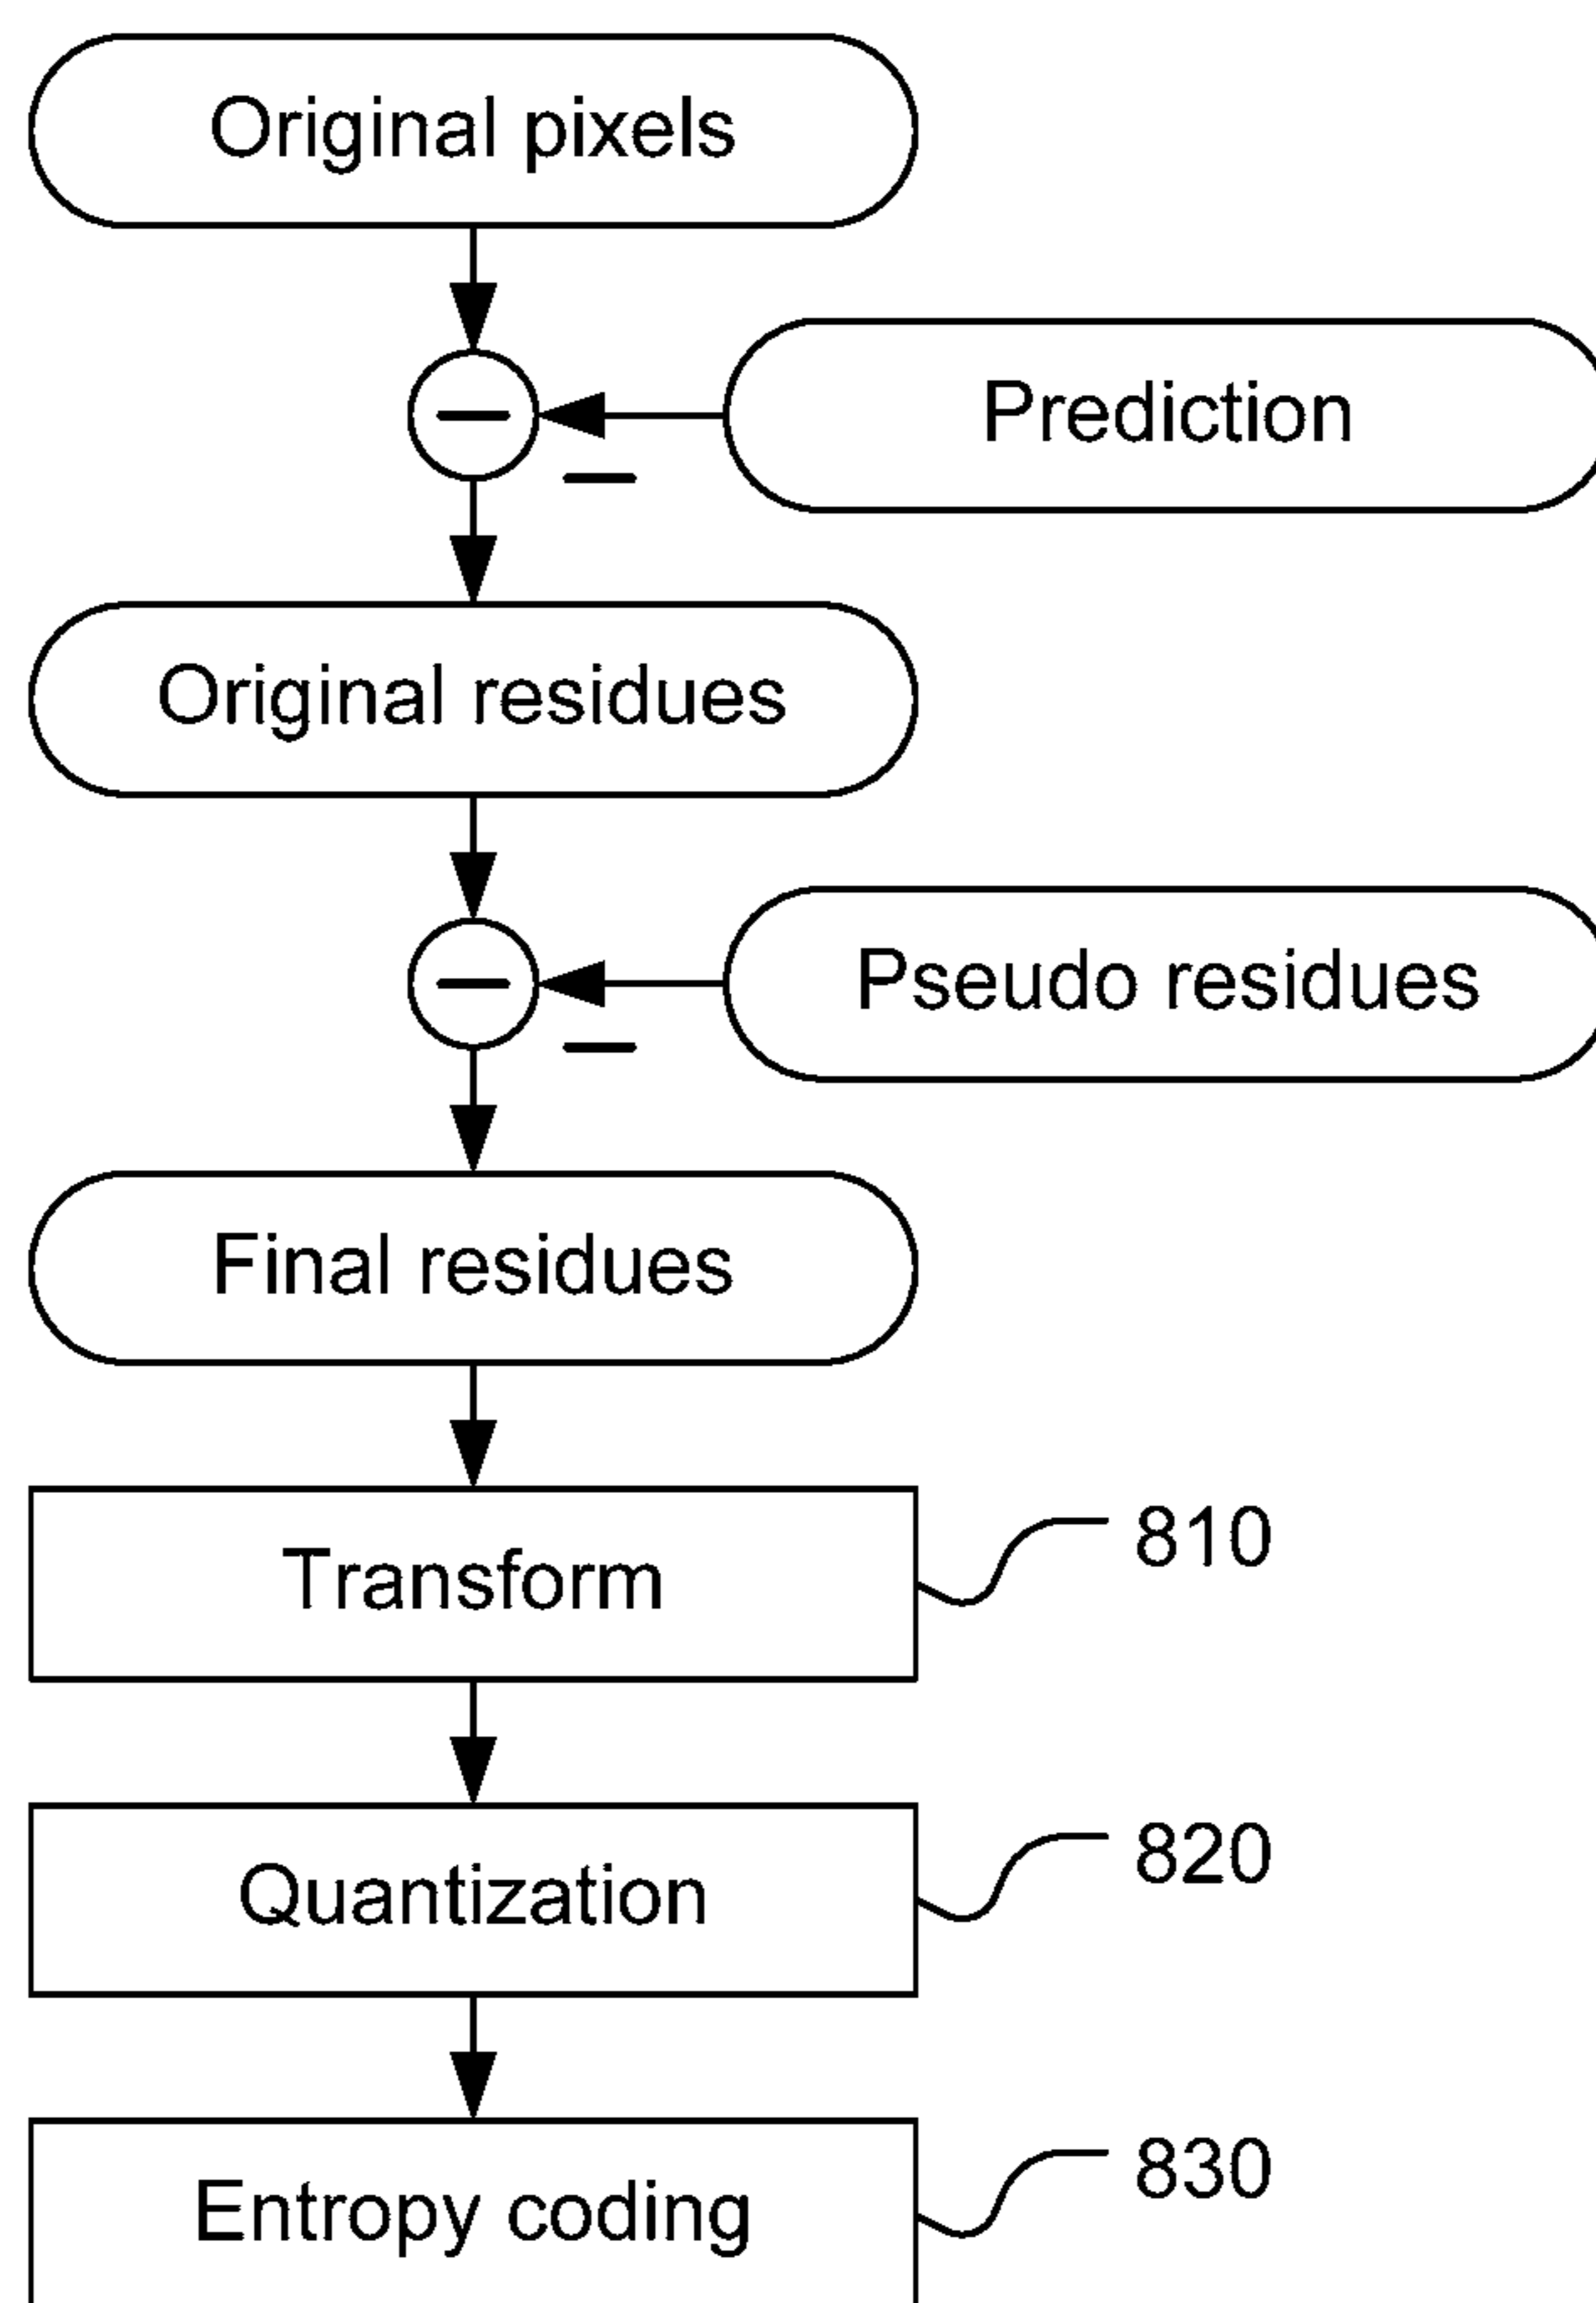 Original pixels
Prediction
Original residues
Pseudo residues
Final residues
Transform
810
Quantization
820
Entropy coding
830